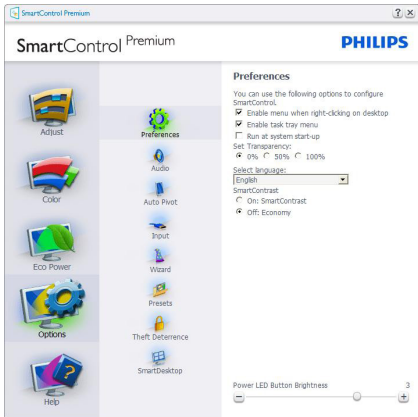 SmartControl Premium
SmartControl Premium
PHILIPS
Adjust
Color
Eco Power
Options
Help
Preferences
Audio
Auto Pivot
Input
Wizard
Presets
Theft Deterrence
SmartDesktop
Preferences
You can use the following options to configure
SmartControl.
Enable menu when right-clicking on desktop
Enable task tray menu
Run at system start-up
Set Transparency:
0% 50% 100%
Select language:
English
SmartContrast
On: SmartContrast
Off: Economy
Power LED Button Brightness 3